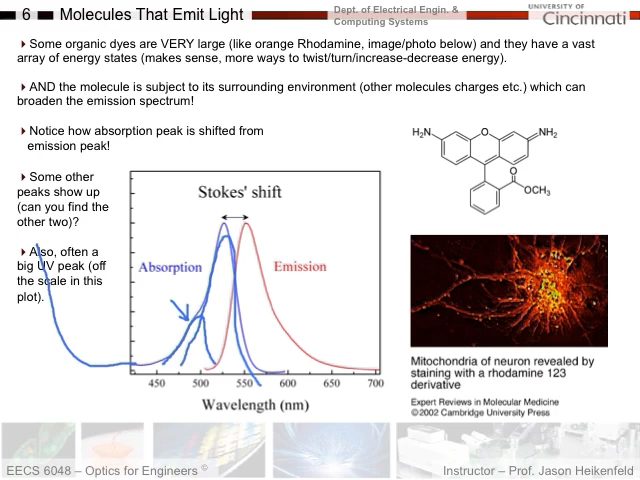 6 Molecules That Emit Light
Dept. of Electrical Engin. &
Computing Systems
UNIVERSITY OF
Cincinnati
Some organic dyes are VERY large (like orange Rhodamine, image/photo below) and they have a vast
array of energy states (makes sense, more ways to twist/turn/increase-decrease energy).
AND the molecule is subject to its surrounding environment (other molecules charges etc.) which can
broaden the emission spectrum!
Notice how absorption peak is shifted from
emission peak!
Some other
peaks show up
(can you find the
other two)?
Also, often a
big UV peak (off
the scale in this
plot).
Stokes' shift
Absorption
Emission
450 500 550 600 650 700
Wavelength (nm)
H₂N
O
NH₂
O
OCH₃
Mitochondria of neuron revealed by
staining with a rhodamine 123
derivative
Expert Reviews in Molecular Medicine
©2002 Cambridge University Press
EECS 6048 – Optics for Engineers ©
Instructor – Prof. Jason Heikenfeld